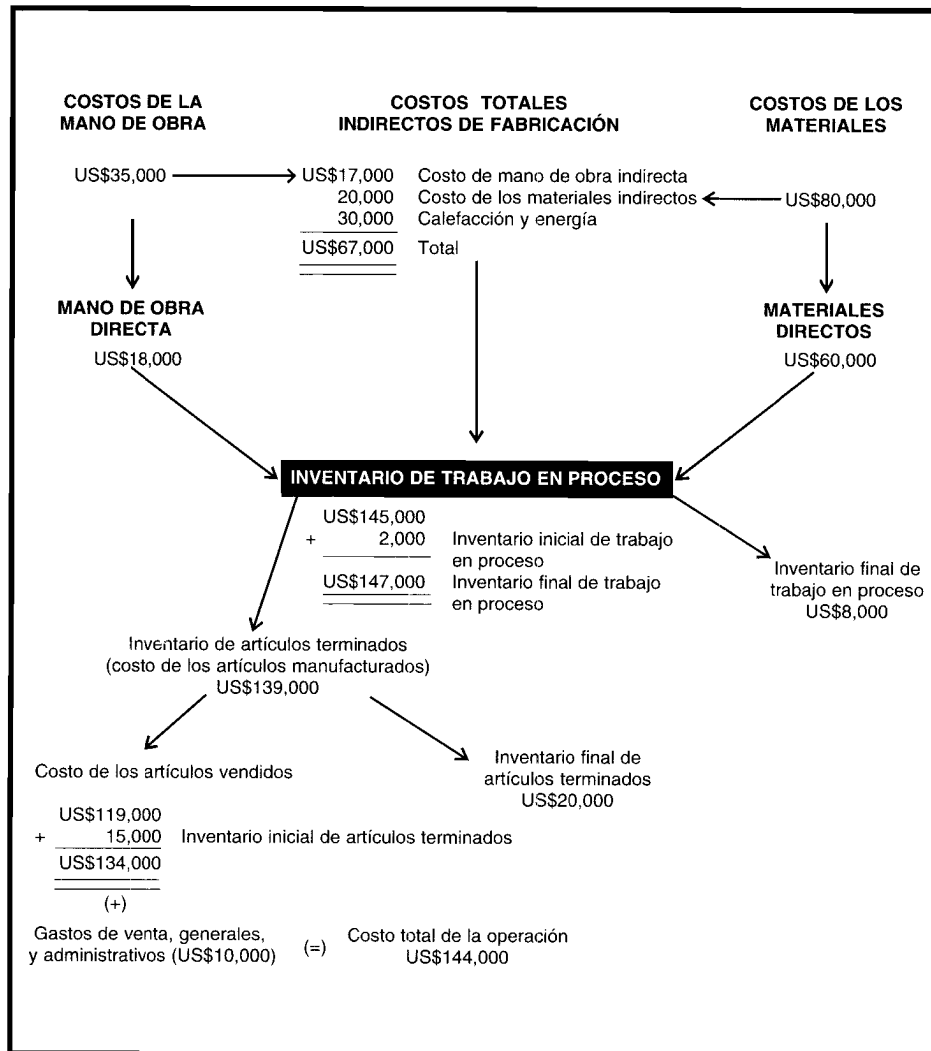 COSTOS DE LA
MANO DE OBRA
COSTOS TOTALES
INDIRECTOS DE FABRICACIÓN
COSTOS DE LOS
MATERIALES
US$35,000
US$17,000 Costo de mano de obra indirecta
20,000 Costo de los materiales indirectos
30,000 Calefacción y energía
US$67,000 Total
US$80,000
MANO DE OBRA
DIRECTA
US$18,000
MATERIALES
DIRECTOS
US$60,000
INVENTARIO DE TRABAJO EN PROCESO
US$145,000
+ 2,000 Inventario inicial de trabajo
en proceso
US$147,000 Inventario final de trabajo
en proceso
Inventario final de
trabajo en proceso
US$8,000
Inventario de artículos terminados
(costo de los artículos manufacturados)
US$139,000
Costo de los artículos vendidos
Inventario final de
artículos terminados
US$20,000
US$119,000
+ 15,000 Inventario inicial de artículos terminados
US$134,000
(+)
Gastos de venta, generales,
y administrativos (US$10,000)
(=)
Costo total de la operación
US$144,000